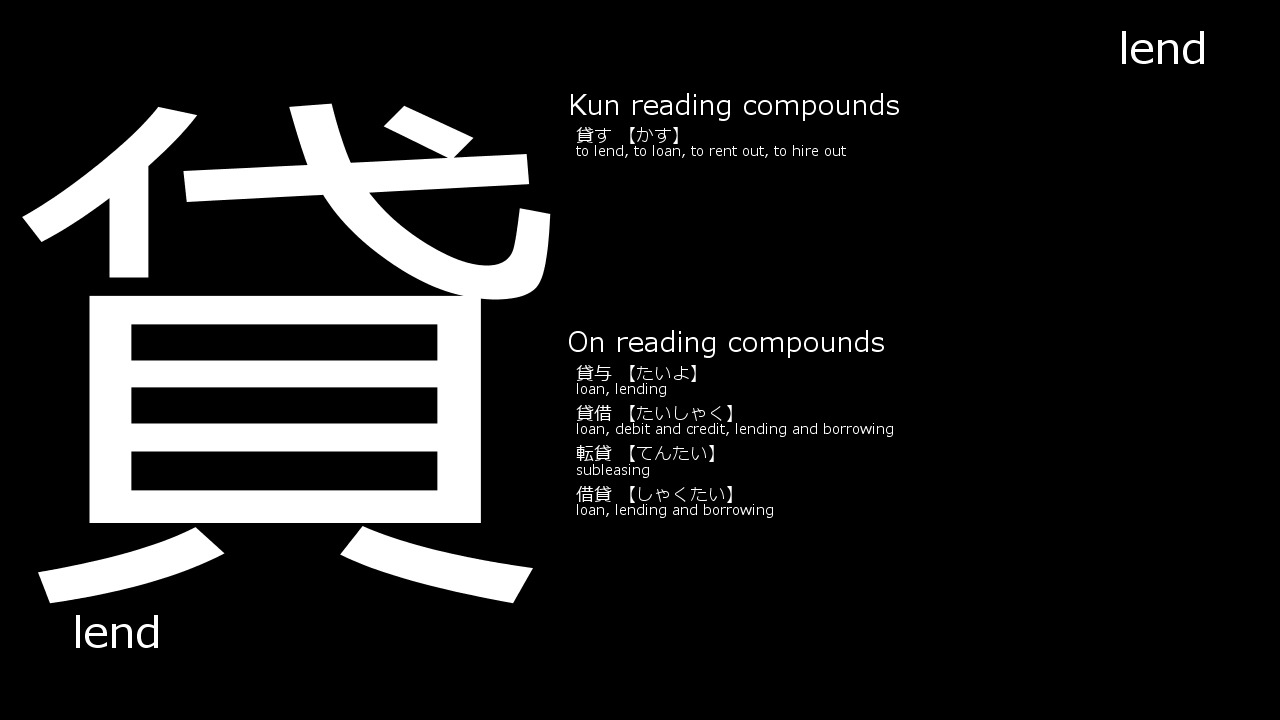 lend
貸
Kun reading compounds
貸す 【かす】
to lend, to loan, to rent out, to hire out
On reading compounds
貸与 【たいよ】
loan, lending
貸借 【たいしゃく】
loan, debit and credit, lending and borrowing
転貸 【てんたい】
subleasing
借貸 【しゃくたい】
loan, lending and borrowing
lend